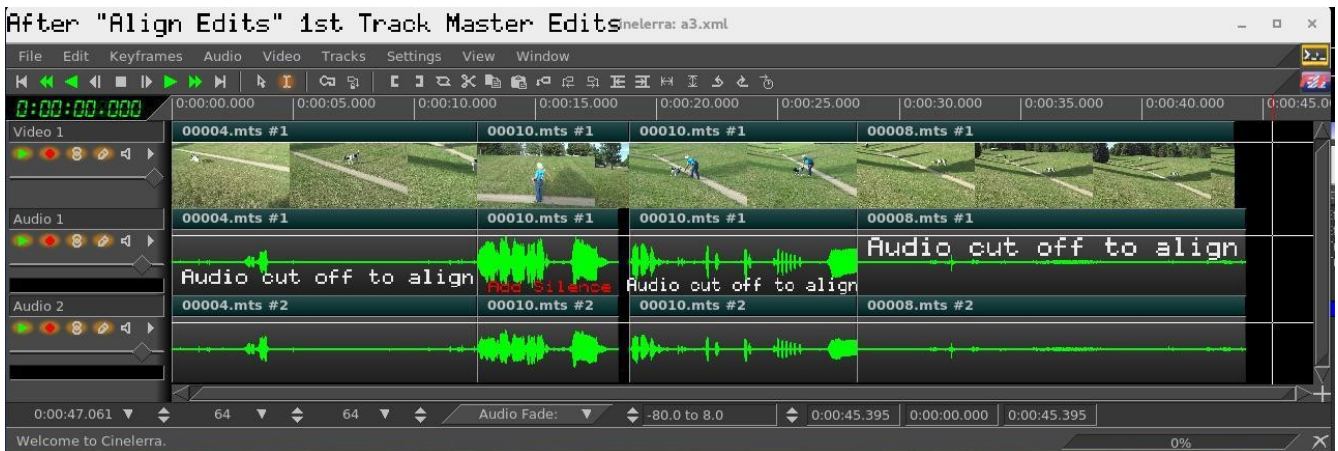 After "Align Edits" 1st Track Master Edits
inelerra: a3.xml
File Edit Keyframes Audio Video Tracks Settings View Window
0:00:00.000
0:00:00.000 0:00:05.000 0:00:10.000 0:00:15.000 0:00:20.000 0:00:25.000 0:00:30.000 0:00:35.000 0:00:40.000 0:00:45.0
Video 1
00004.mts #1 00010.mts #1 00010.mts #1 00008.mts #1
Audio 1
00004.mts #1 00010.mts #1 00010.mts #1 00008.mts #1
Audio cut off to align
Audio cut off to align Add Silence Audio cut off to align
Audio 2
00004.mts #2 00010.mts #2 00010.mts #2 00008.mts #2
0:00:47.061 64 64 Audio Fade: -80.0 to 8.0 0:00:45.395 0:00:00.000 0:00:45.395
Welcome to Cinelerra. 0%